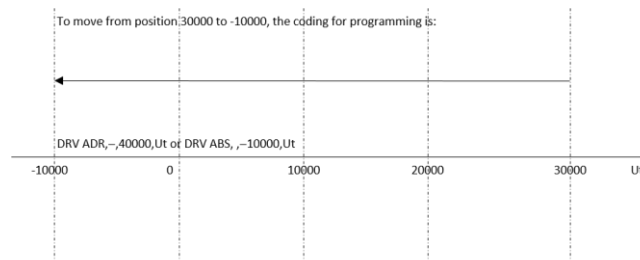 To move from position 30000 to -10000, the coding for programming is:
DRV ADR,–,40000,Ut or DRV ABS, ,–10000,Ut
-10000 0 10000 20000 30000 Ut